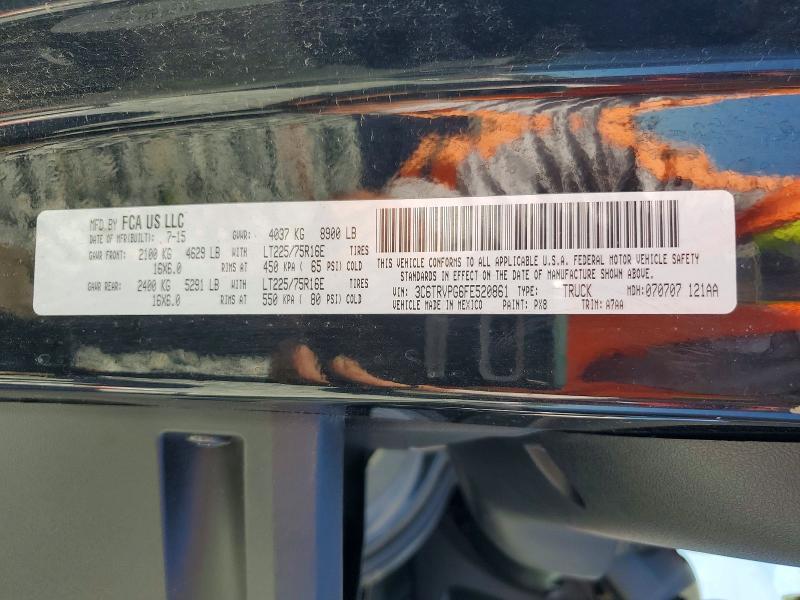 MFD BY FCA US LLC
DATE OF MFR(BUILT): 7-15 GVWR: 4037 KG 8900 LB
GAWR FRONT: 2100 KG 4629 LB WITH LT225/75R16E TIRES
16X6.0 RIMS AT 450 KPA ( 65 PSI) COLD
GAWR REAR: 2400 KG 5291 LB WITH LT225/75R16E TIRES
16X6.0 RIMS AT 550 KPA ( 80 PSI) COLD
THIS VEHICLE CONFORMS TO ALL APPLICABLE U.S.A. FEDERAL MOTOR VEHICLE SAFETY
STANDARDS IN EFFECT ON THE DATE OF MANUFACTURE SHOWN ABOVE.
VIN: 3C6TRVPG6FE520861 TYPE: TRUCK MDH:070707 121AA
VEHICLE MADE IN MEXICO PAINT: PX8 TRIM: A7AA